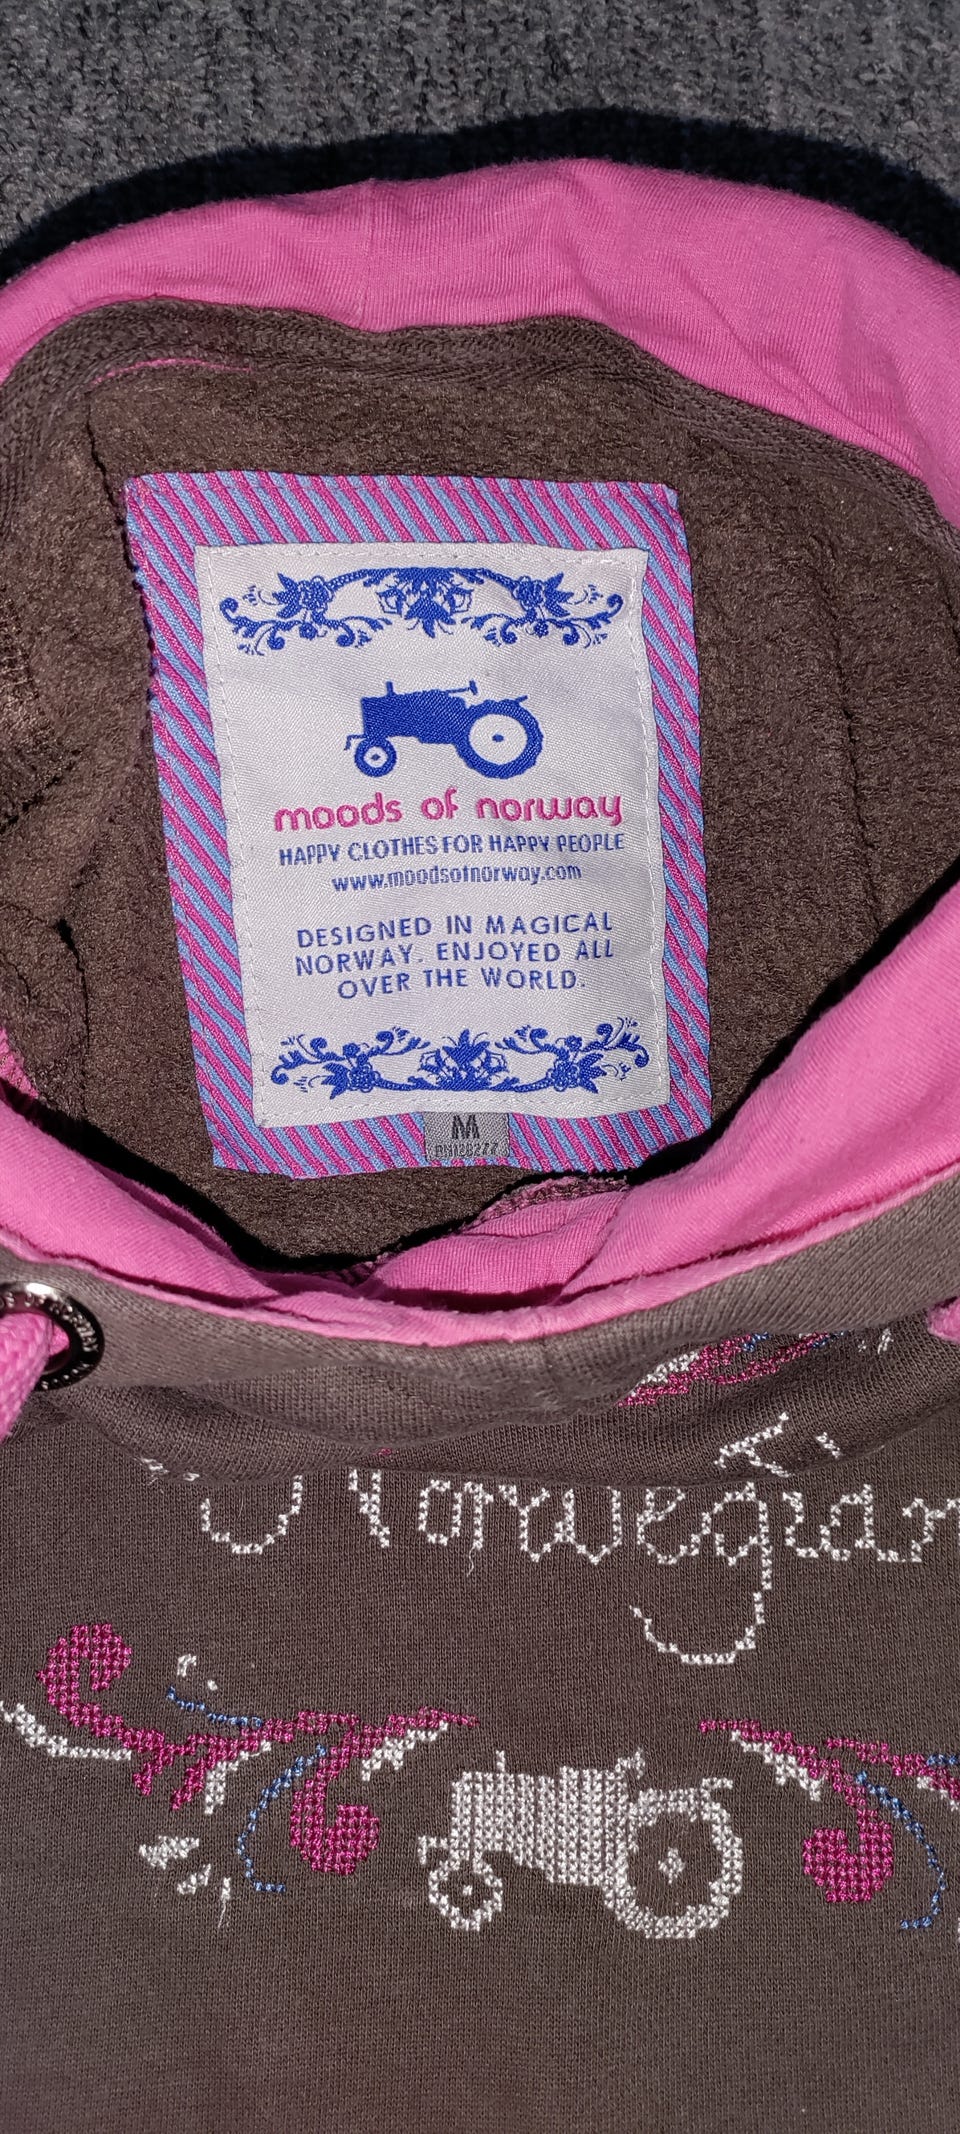 moods of norway
HAPPY CLOTHES FOR HAPPY PEOPLE
www.moodsofnorway.com
DESIGNED IN MAGICAL
NORWAY. ENJOYED ALL
OVER THE WORLD.
M
Norwegian